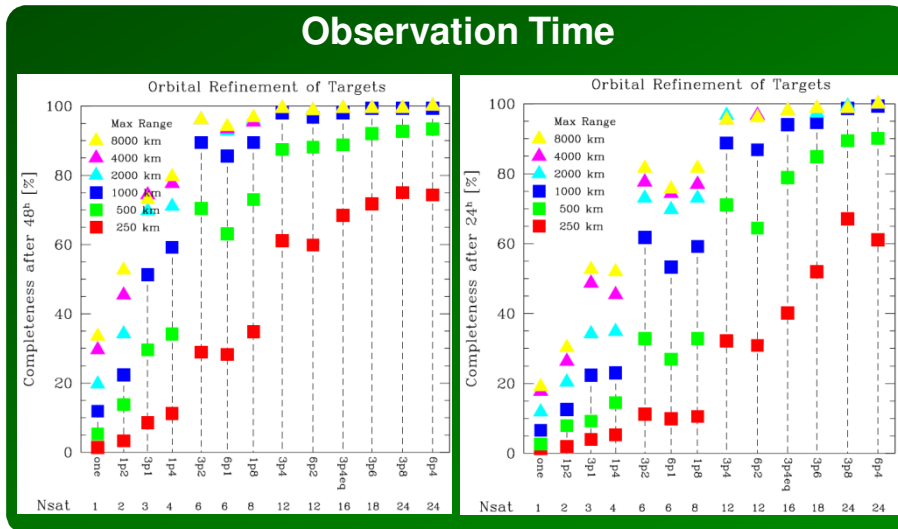 Observation Time
Orbital Refinement of Targets
Completeness after 48ʰ [%]
100
80
60
40
20
0
Max Range
8000 km
4000 km
2000 km
1000 km
500 km
250 km
one 1p2 3p1 1p4 3p2 6p1 1p8 3p4 6p2 3p4eq 3p6 3p8 6p4
Nsat 1 2 3 4 6 6 8 12 12 16 18 24 24
Orbital Refinement of Targets
Completeness after 24ʰ [%]
100
80
60
40
20
0
Max Range
8000 km
4000 km
2000 km
1000 km
500 km
250 km
one 1p2 3p1 1p4 3p2 6p1 1p8 3p4 6p2 3p4eq 3p6 3p8 6p4
Nsat 1 2 3 4 6 6 8 12 12 16 18 24 24